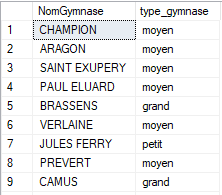 NomGymnase type_gymnase
1 CHAMPION moyen
2 ARAGON moyen
3 SAINT EXUPERY moyen
4 PAUL ELUARD moyen
5 BRASSENS grand
6 VERLAINE moyen
7 JULES FERRY petit
8 PREVERT moyen
9 CAMUS grand